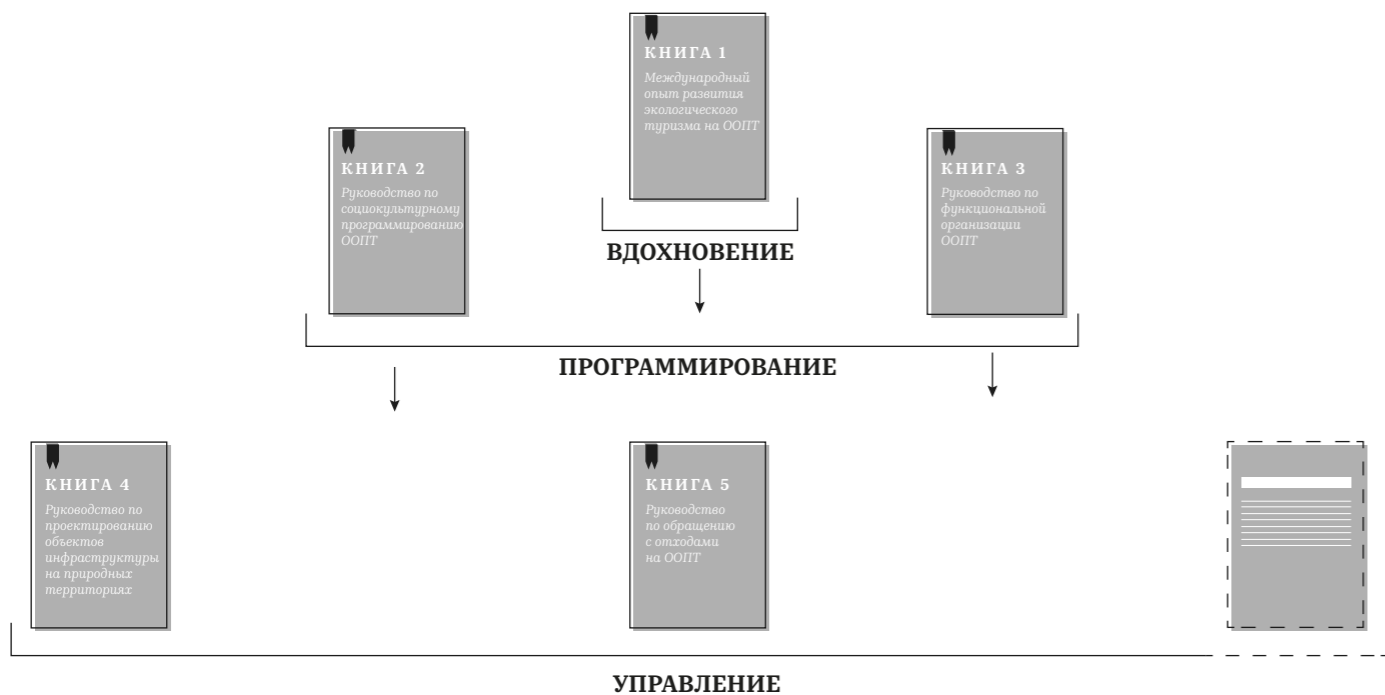 КНИГА 1
Международный
опыт развития
экологического
туризма на ООПТ
КНИГА 2
Руководство по
социокультурному
программированию
ООПТ
КНИГА 3
Руководство по
функциональной
организации
ООПТ
ВДОХНОВЕНИЕ
ПРОГРАММИРОВАНИЕ
КНИГА 4
Руководство по
проектированию
объектов
инфраструктуры
на природных
территориях
КНИГА 5
Руководство
по обращению
с отходами
на ООПТ
УПРАВЛЕНИЕ